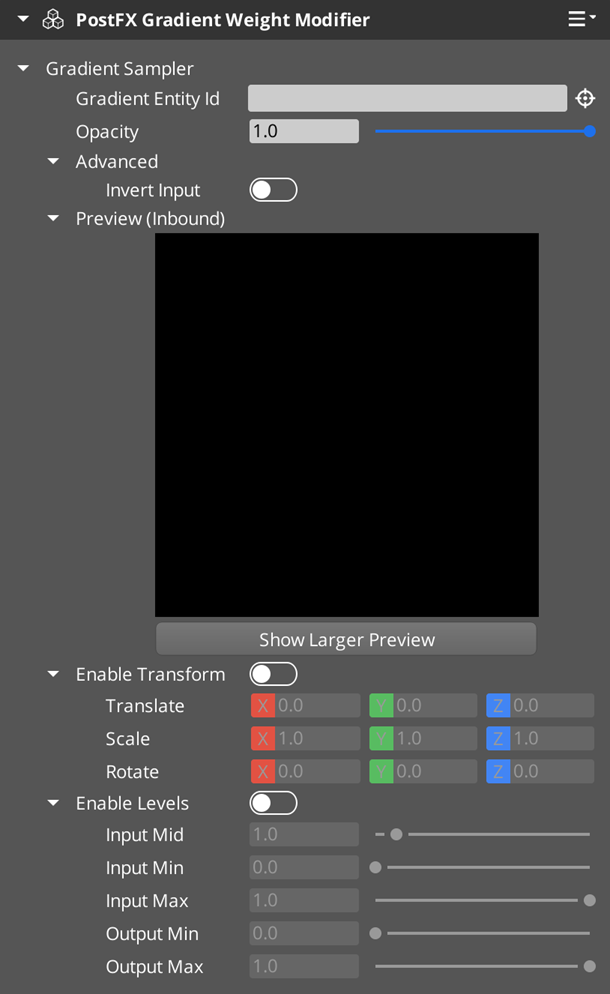 PostFX Gradient Weight Modifier
Gradient Sampler
Gradient Entity Id
Opacity 1.0
Advanced
Invert Input
Preview (Inbound)
Show Larger Preview
Enable Transform
Translate X 0.0 Y 0.0 Z 0.0
Scale X 1.0 Y 1.0 Z 1.0
Rotate X 0.0 Y 0.0 Z 0.0
Enable Levels
Input Mid 1.0
Input Min 0.0
Input Max 1.0
Output Min 0.0
Output Max 1.0